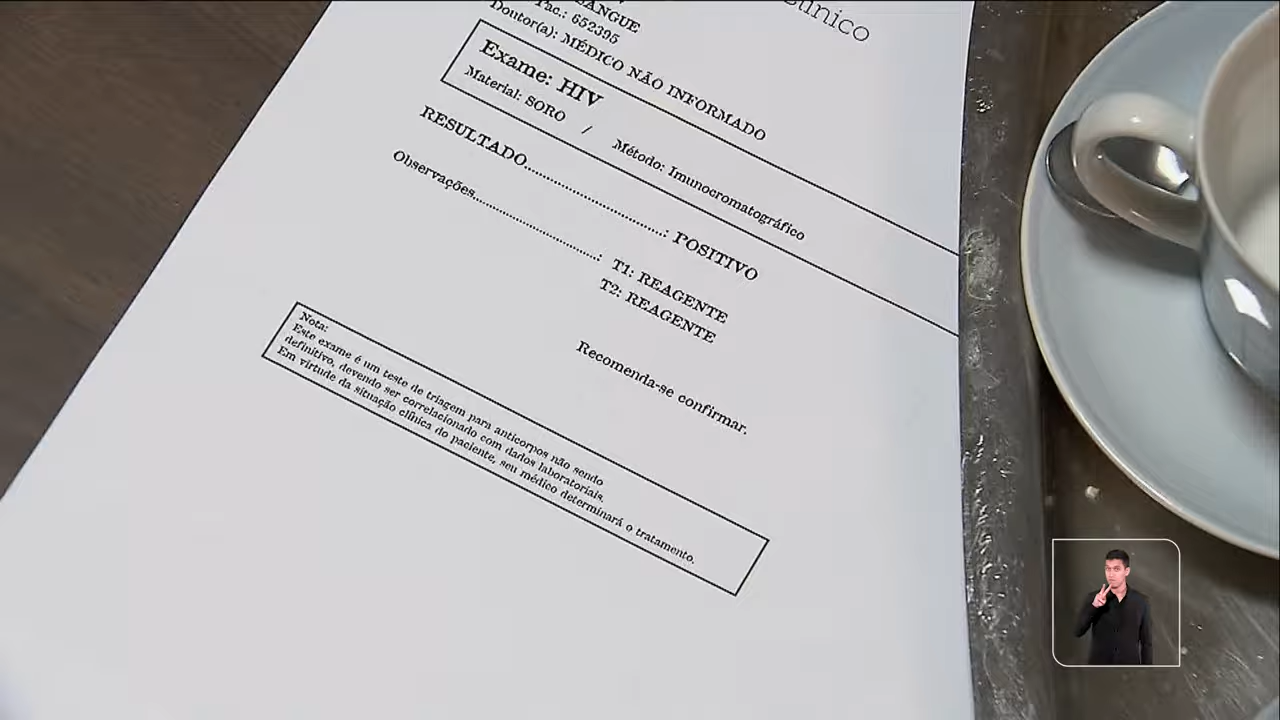 SANGUE
Pac.: 652395
Doutor(a): MÉDICO NÃO INFORMADO
Exame: HIV
Material: SORO / Método: Imunocromatográfico
RESULTADO..............................: POSITIVO
Observações..........................: T1: REAGENTE
T2: REAGENTE
Recomenda-se confirmar.
Nota:
Este exame é um teste de triagem para anticorpos não sendo
definitivo, devendo ser correlacionado com dados laboratoriais.
Em virtude da situação clínica do paciente, seu médico determinará o tratamento.